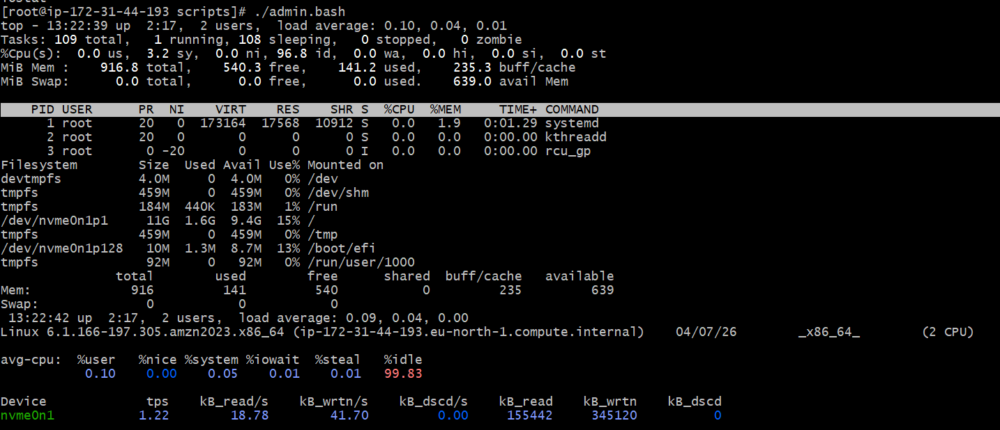 [root@ip-172-31-44-193 scripts]# ./admin.bash
top - 13:22:39 up  2:17,  2 users,  load average: 0.10, 0.04, 0.01
Tasks: 109 total,   1 running, 108 sleeping,   0 stopped,   0 zombie
%Cpu(s):  0.0 us,  3.2 sy,  0.0 ni, 96.8 id,  0.0 wa,  0.0 hi,  0.0 si,  0.0 st
MiB Mem :    916.8 total,    540.3 free,    141.2 used,    235.3 buff/cache
MiB Swap:      0.0 total,      0.0 free,      0.0 used.    639.0 avail Mem
    PID USER      PR  NI    VIRT    RES    SHR S  %CPU  %MEM     TIME+ COMMAND
      1 root      20   0  173164  17568  10912 S   0.0   1.9   0:01.29 systemd
      2 root      20   0       0      0      0 S   0.0   0.0   0:00.00 kthreadd
      3 root       0 -20       0      0      0 I   0.0   0.0   0:00.00 rcu_gp
Filesystem        Size  Used Avail Use% Mounted on
devtmpfs          4.0M     0  4.0M   0% /dev
tmpfs             459M     0  459M   0% /dev/shm
tmpfs             184M  440K  183M   1% /run
/dev/nvme0n1p1     11G  1.6G  9.4G  15% /
tmpfs             459M     0  459M   0% /tmp
/dev/nvme0n1p128   10M  1.3M  8.7M  13% /boot/efi
tmpfs              92M     0   92M   0% /run/user/1000
               total        used        free      shared  buff/cache   available
Mem:             916         141         540           0         235         639
Swap:              0           0           0
 13:22:42 up  2:17,  2 users,  load average: 0.09, 0.04, 0.00
Linux 6.1.166-197.305.amzn2023.x86_64 (ip-172-31-44-193.eu-north-1.compute.internal)    04/07/26        _x86_64_        (2 CPU)
avg-cpu:  %user   %nice %system %iowait  %steal   %idle
           0.10    0.00    0.05    0.01    0.01   99.83
Device             tps    kB_read/s    kB_wrtn/s    kB_dscd/s    kB_read    kB_wrtn    kB_dscd
nvme0n1           1.22        18.78        41.70         0.00     155442     345120          0